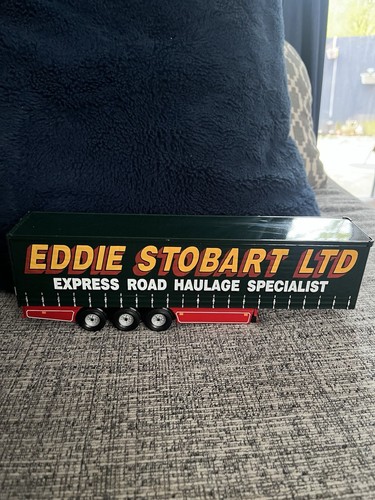 EDDIE STOBART LTD
EXPRESS ROAD HAULAGE SPECIALIST